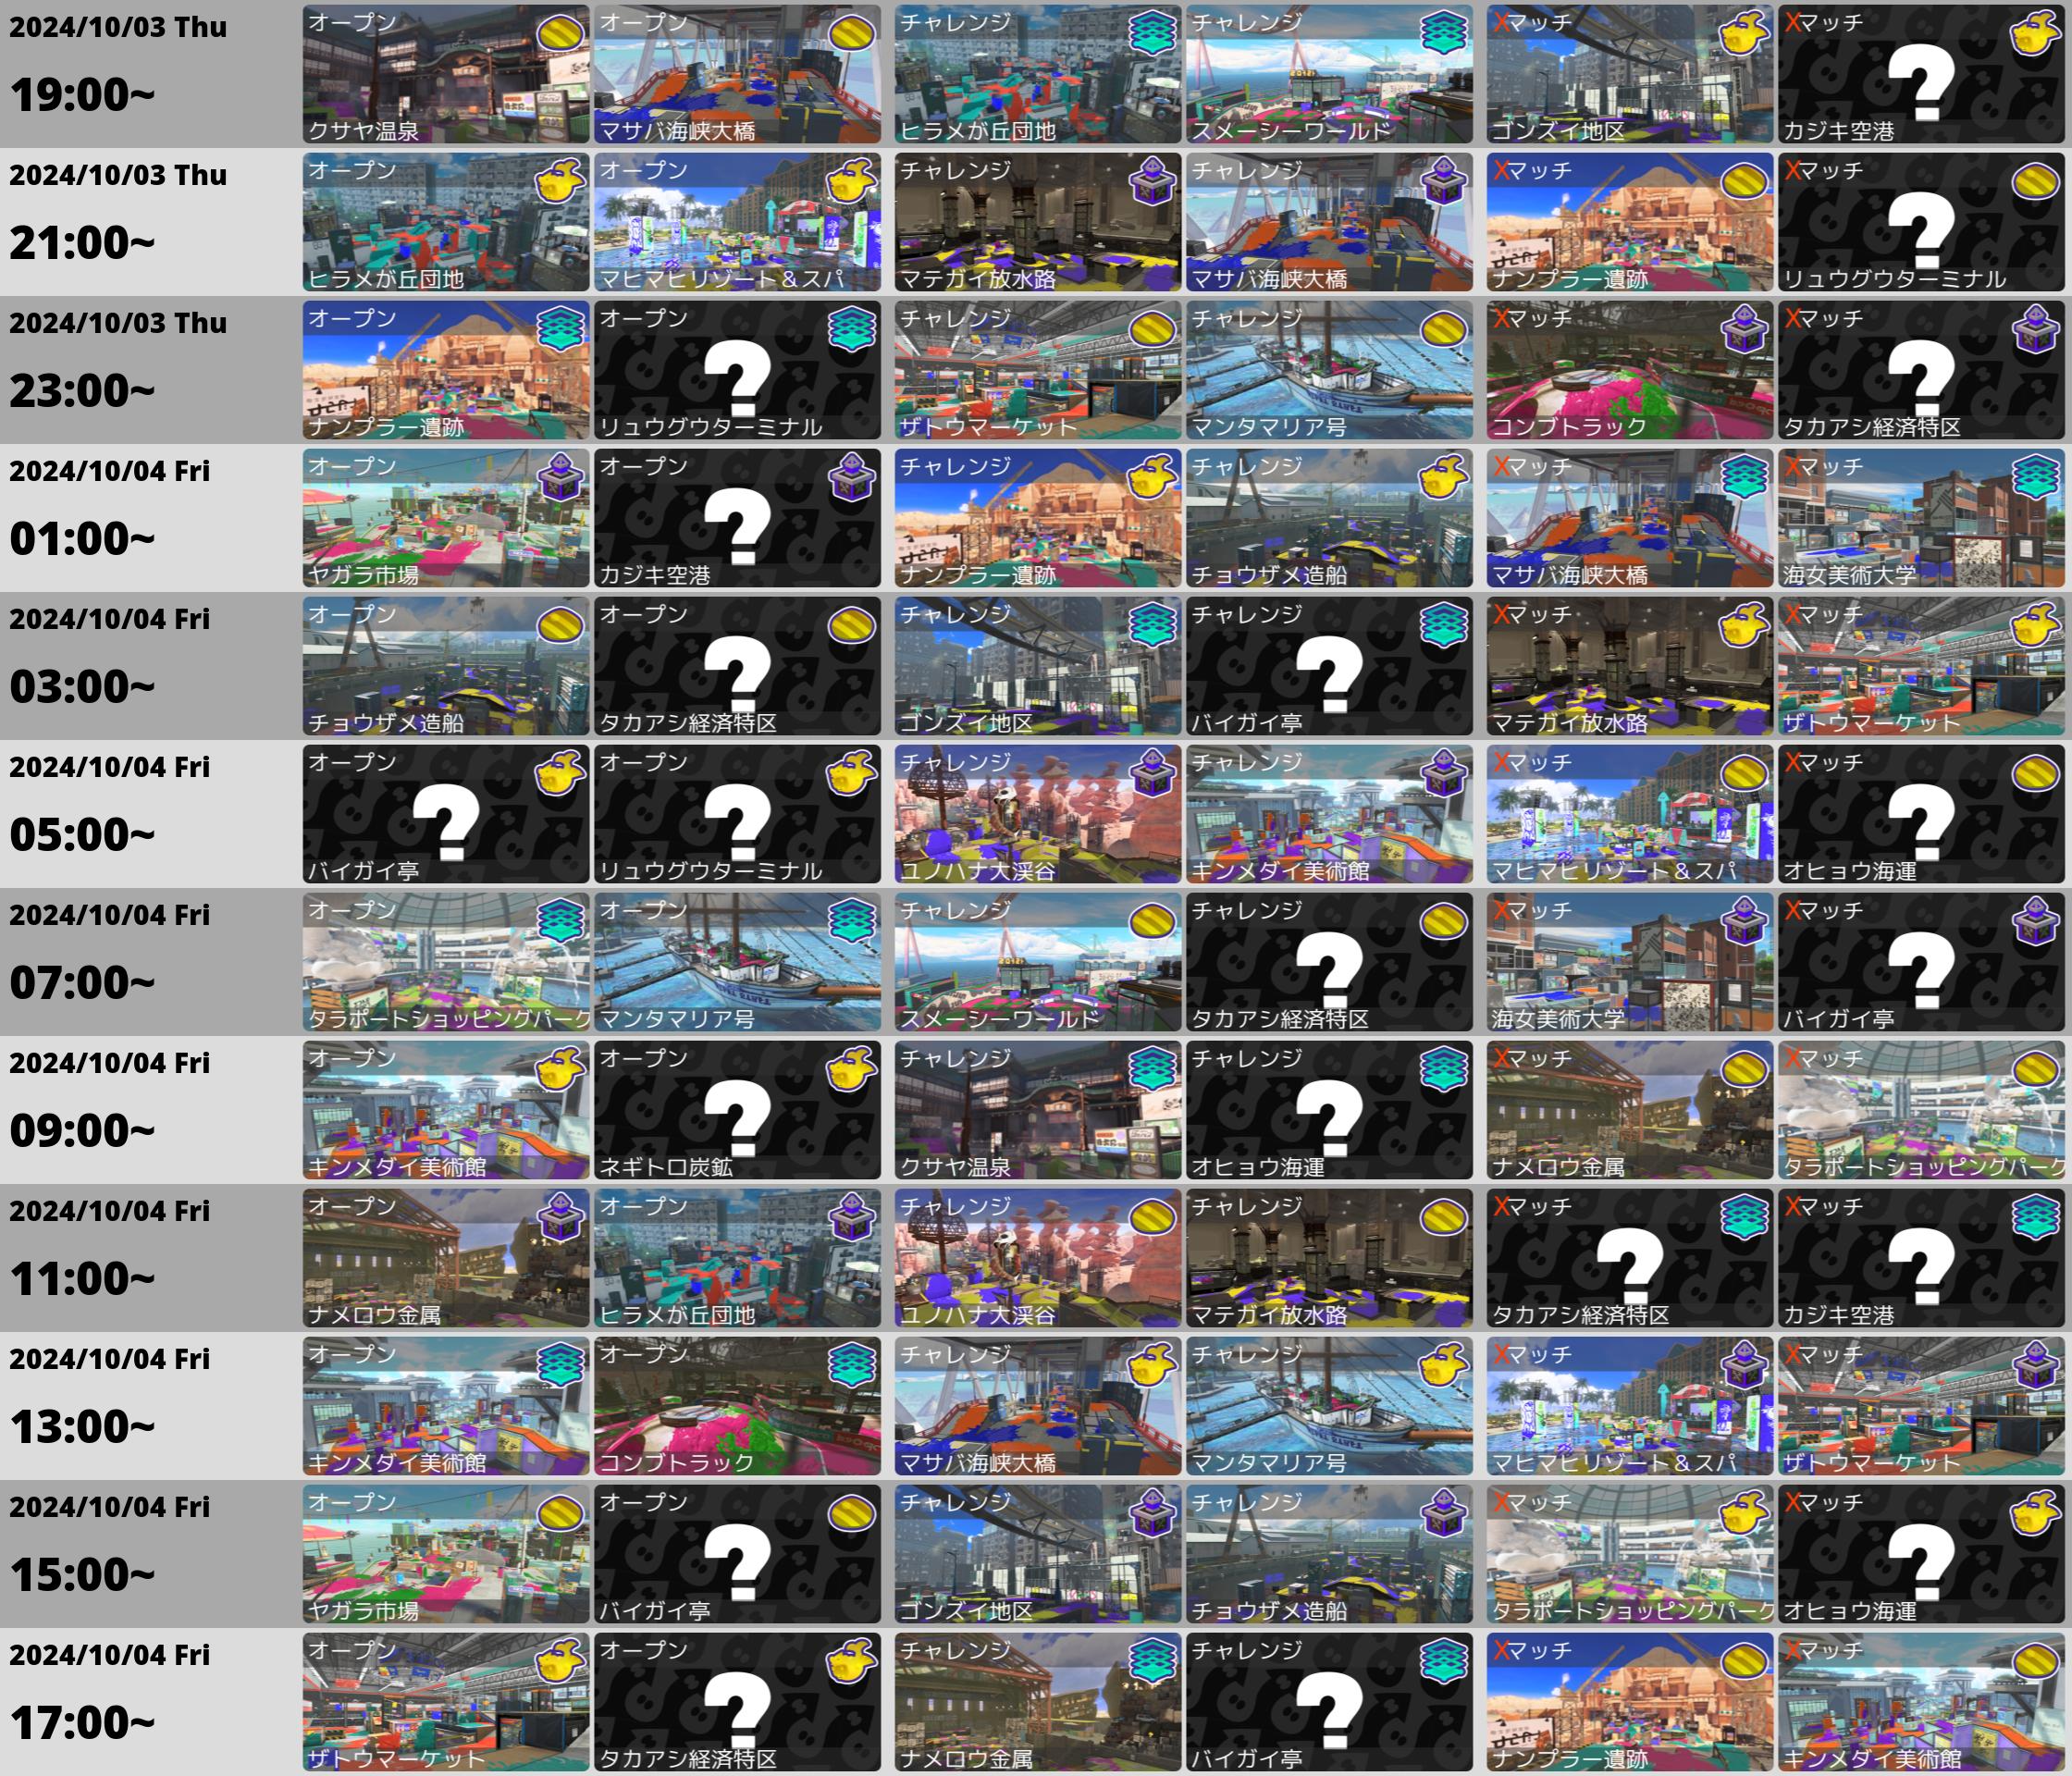 2024/10/03 Thu
19:00~
オープン
クサヤ温泉
オープン
マサバ海峡大橋
チャレンジ
ヒラメが丘団地
チャレンジ
スメーシーワールド
Xマッチ
ゴンズイ地区
Xマッチ
カジキ空港
2024/10/03 Thu
21:00~
オープン
ヒラメが丘団地
オープン
マヒマヒリゾート＆スパ
チャレンジ
マテガイ放水路
チャレンジ
マサバ海峡大橋
Xマッチ
ナンプラー遺跡
Xマッチ
リュウグウターミナル
2024/10/03 Thu
23:00~
オープン
ナンプラー遺跡
オープン
リュウグウターミナル
チャレンジ
ザトウマーケット
チャレンジ
マンタマリア号
Xマッチ
コンブトラック
Xマッチ
タカアシ経済特区
2024/10/04 Fri
01:00~
オープン
ヤガラ市場
オープン
カジキ空港
チャレンジ
ナンプラー遺跡
チャレンジ
チョウザメ造船
Xマッチ
マサバ海峡大橋
Xマッチ
海女美術大学
2024/10/04 Fri
03:00~
オープン
チョウザメ造船
オープン
タカアシ経済特区
チャレンジ
ゴンズイ地区
チャレンジ
バイガイ亭
Xマッチ
マテガイ放水路
Xマッチ
ザトウマーケット
2024/10/04 Fri
05:00~
オープン
バイガイ亭
オープン
リュウグウターミナル
チャレンジ
ユノハナ大渓谷
チャレンジ
キンメダイ美術館
Xマッチ
マヒマヒリゾート＆スパ
Xマッチ
オヒョウ海運
2024/10/04 Fri
07:00~
オープン
タラポートショッピングパーク
オープン
マンタマリア号
チャレンジ
スメーシーワールド
チャレンジ
タカアシ経済特区
Xマッチ
海女美術大学
Xマッチ
バイガイ亭
2024/10/04 Fri
09:00~
オープン
キンメダイ美術館
オープン
ネギトロ炭鉱
チャレンジ
クサヤ温泉
チャレンジ
オヒョウ海運
Xマッチ
ナメロウ金属
Xマッチ
タラポートショッピングパーク
2024/10/04 Fri
11:00~
オープン
ナメロウ金属
オープン
ヒラメが丘団地
チャレンジ
ユノハナ大渓谷
チャレンジ
マテガイ放水路
Xマッチ
タカアシ経済特区
Xマッチ
カジキ空港
2024/10/04 Fri
13:00~
オープン
キンメダイ美術館
オープン
コンブトラック
チャレンジ
マサバ海峡大橋
チャレンジ
マンタマリア号
Xマッチ
マヒマヒリゾート＆スパ
Xマッチ
ザトウマーケット
2024/10/04 Fri
15:00~
オープン
ヤガラ市場
オープン
バイガイ亭
チャレンジ
ゴンズイ地区
チャレンジ
チョウザメ造船
Xマッチ
タラポートショッピングパーク
Xマッチ
オヒョウ海運
2024/10/04 Fri
17:00~
オープン
ザトウマーケット
オープン
タカアシ経済特区
チャレンジ
ナメロウ金属
チャレンジ
バイガイ亭
Xマッチ
ナンプラー遺跡
Xマッチ
キンメダイ美術館